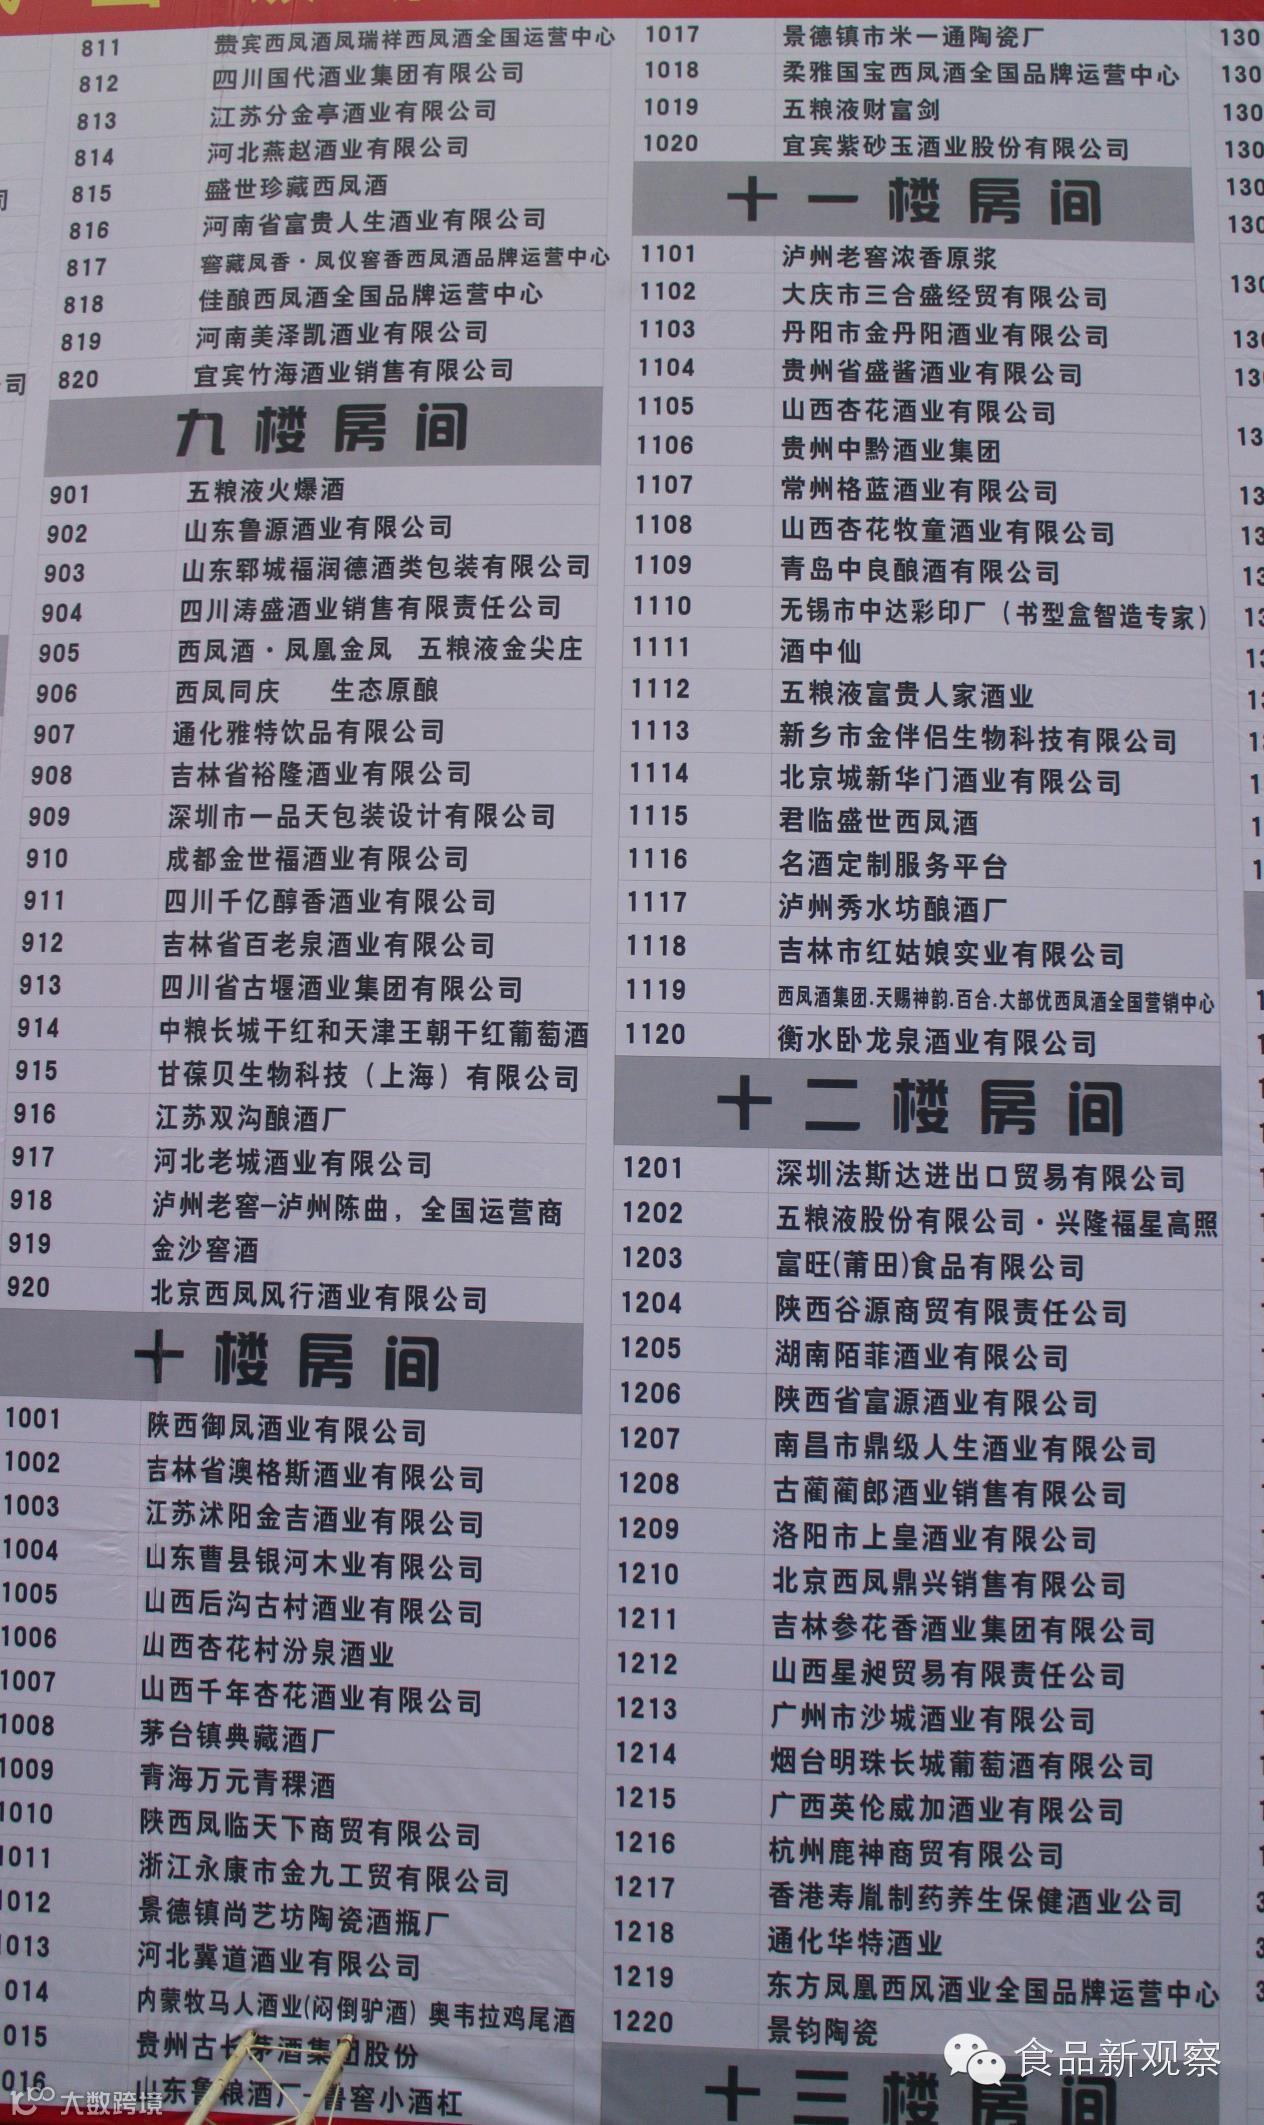 811 贵宾西凤酒凤瑞祥西凤酒全国运营中心
812 四川国代酒业集团有限公司
813 江苏分金亭酒业有限公司
814 河北燕赵酒业有限公司
815 盛世珍藏西凤酒
816 河南省富贵人生酒业有限公司
817 窖藏凤香·凤仪窖香西凤酒品牌运营中心
818 佳酿西凤酒全国品牌运营中心
819 河南美泽凯酒业有限公司
820 宜宾竹海酒业销售有限公司
九楼房间
901 五粮液火爆酒
902 山东鲁源酒业有限公司
903 山东郓城福润德酒类包装有限公司
904 四川涛盛酒业销售有限责任公司
905 西凤酒·凤凰金凤 五粮液金尖庄
906 西凤同庆 生态原酿
907 通化雅特饮品有限公司
908 吉林省裕隆酒业有限公司
909 深圳市一品天包装设计有限公司
910 成都金世福酒业有限公司
911 四川千亿醇香酒业有限公司
912 吉林省百老泉酒业有限公司
913 四川省古堰酒业集团有限公司
914 中粮长城干红和天津王朝干红葡萄酒
915 甘葆贝生物科技（上海）有限公司
916 江苏双沟酿酒厂
917 河北老城酒业有限公司
918 泸州老窖-泸州陈曲，全国运营商
919 金沙窖酒
920 北京西凤风行酒业有限公司
十楼房间
1001 陕西御凤酒业有限公司
1002 吉林省澳格斯酒业有限公司
1003 江苏沭阳金吉酒业有限公司
1004 山东曹县银河木业有限公司
1005 山西后沟古村酒业有限公司
1006 山西杏花村汾泉酒业
1007 山西千年杏花酒业有限公司
1008 茅台镇典藏酒厂
1009 青海万元青稞酒
1010 陕西凤临天下商贸有限公司
1011 浙江永康市金九工贸有限公司
1012 景德镇尚艺坊陶瓷酒瓶厂
1013 河北冀道酒业有限公司
014 内蒙牧马人酒业(闷倒驴酒) 奥韦拉鸡尾酒
015 贵州古长茅酒集团股份
016 山东鲁粮酒厂-鲁窖小酒杠
1017 景德镇市米一通陶瓷厂
1018 柔雅国宝西凤酒全国品牌运营中心
1019 五粮液财富剑
1020 宜宾紫砂玉酒业股份有限公司
十一楼房间
1101 泸州老窖浓香原浆
1102 大庆市三合盛经贸有限公司
1103 丹阳市金丹阳酒业有限公司
1104 贵州省盛酱酒业有限公司
1105 山西杏花酒业有限公司
1106 贵州中黔酒业集团
1107 常州格蓝酒业有限公司
1108 山西杏花牧童酒业有限公司
1109 青岛中良酿酒有限公司
1110 无锡市中达彩印厂（书型盒智造专家）
1111 酒中仙
1112 五粮液富贵人家酒业
1113 新乡市金伴侣生物科技有限公司
1114 北京城新华门酒业有限公司
1115 君临盛世西凤酒
1116 名酒定制服务平台
1117 泸州秀水坊酿酒厂
1118 吉林市红姑娘实业有限公司
1119 西凤酒集团.天赐神韵.百合.大部优西凤酒全国营销中心
1120 衡水卧龙泉酒业有限公司
十二楼房间
1201 深圳法斯达进出口贸易有限公司
1202 五粮液股份有限公司·兴隆福星高照
1203 富旺(莆田)食品有限公司
1204 陕西谷源商贸有限责任公司
1205 湖南陌菲酒业有限公司
1206 陕西省富源酒业有限公司
1207 南昌市鼎级人生酒业有限公司
1208 古蔺蔺郎酒业销售有限公司
1209 洛阳市上皇酒业有限公司
1210 北京西凤鼎兴销售有限公司
1211 吉林参花香酒业集团有限公司
1212 山西星昶贸易有限责任公司
1213 广州市沙城酒业有限公司
1214 烟台明珠长城葡萄酒有限公司
1215 广西英伦威加酒业有限公司
1216 杭州鹿神商贸有限公司
1217 香港寿胤制药养生保健酒业公司
1218 通化华特酒业
1219 东方凤凰西风酒业全国品牌运营中心
1220 景钧陶瓷
十三楼房间
食品新观察
大数跨境